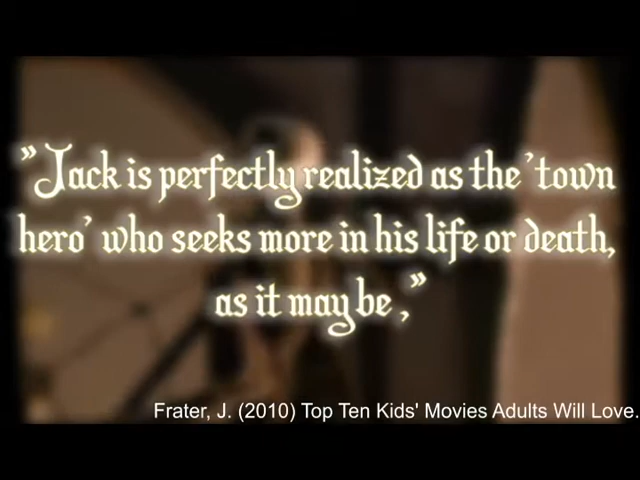 "Jack is perfectly realized as the 'town
hero' who seeks more in his life or death,
as it may be ,"
Frater, J. (2010) Top Ten Kids' Movies Adults Will Love.